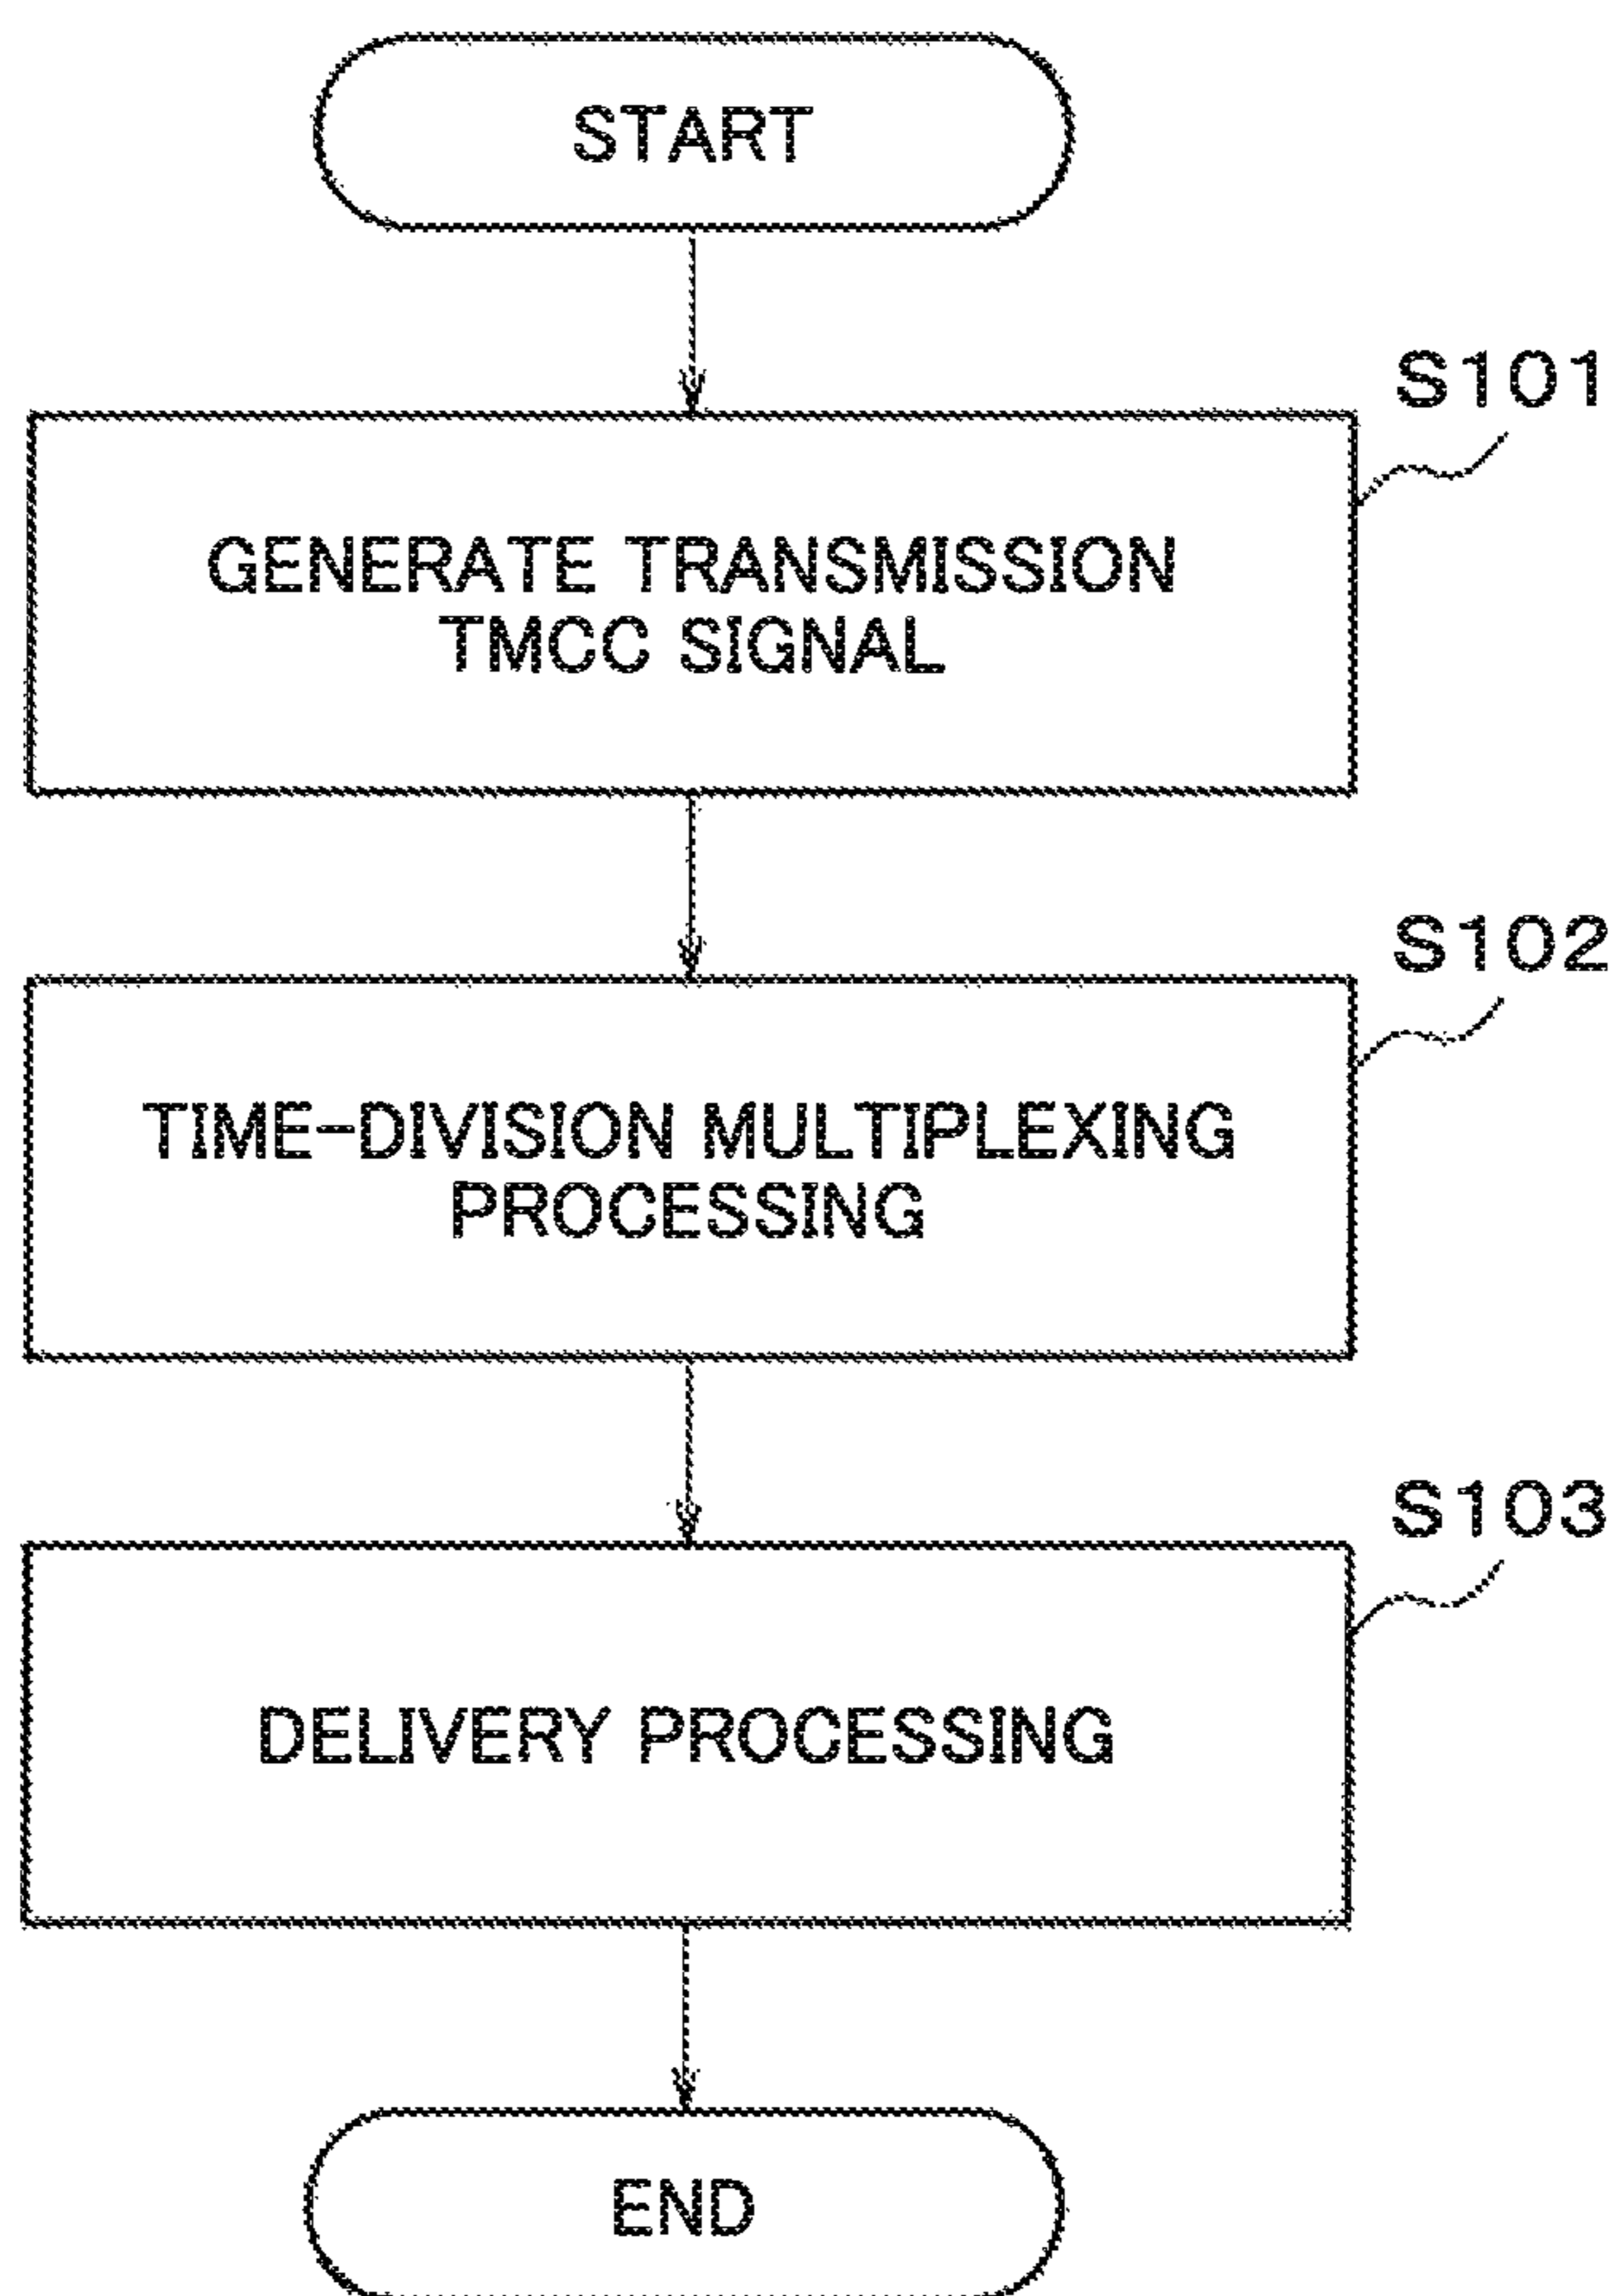 START
S101
GENERATE TRANSMISSION
TMCC SIGNAL
S102
TIME-DIVISION MULTIPLEXING
PROCESSING
S103
DELIVERY PROCESSING
END